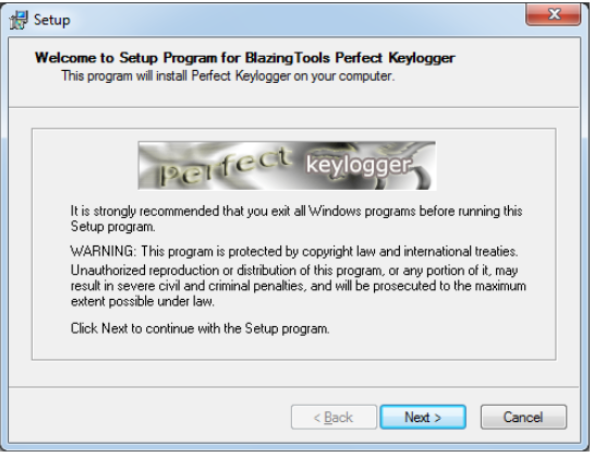 Setup
Welcome to Setup Program for BlazingTools Perfect Keylogger
This program will install Perfect Keylogger on your computer.
Perfect keylogger
It is strongly recommended that you exit all Windows programs before running this
Setup program.
WARNING: This program is protected by copyright law and international treaties.
Unauthorized reproduction or distribution of this program, or any portion of it, may
result in severe civil and criminal penalties, and will be prosecuted to the maximum
extent possible under law.
Click Next to continue with the Setup program.
< Back Next > Cancel